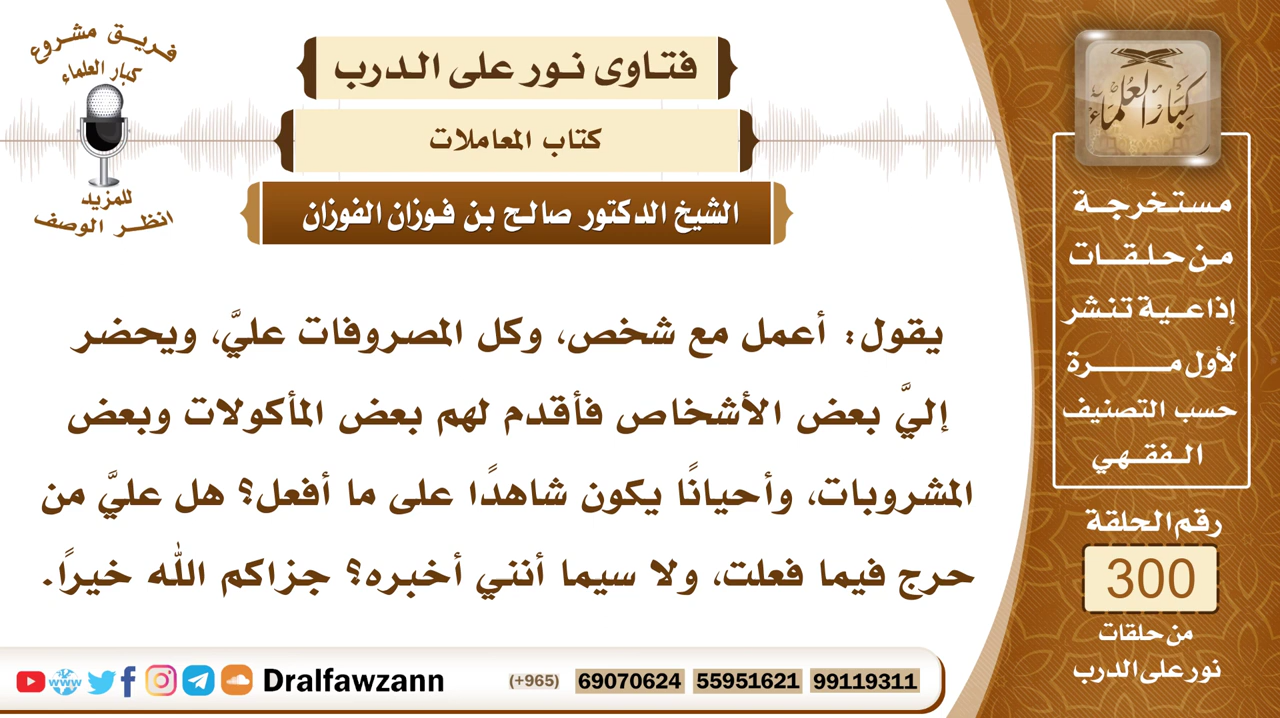 فريق مشروع
كبار العلماء
للمزيد
انظر الوصف
فتاوى نور على الدرب
كتاب المعاملات
الشيخ الدكتور صالح بن فوزان الفوزان
يقول: أعمل مع شخص، وكل المصروفات عليَّ، ويحضر
إليَّ بعض الأشخاص فأقدم لهم بعض المأكولات وبعض
المشروبات، وأحيانًا يكون شاهدًا على ما أفعل؟ هل عليَّ من
حرج فيما فعلت، ولا سيما أنني أخبره؟ جزاكم الله خيرًا.
كبار العلماء
مستخرجة
من حلقات
إذاعية تنشر
لأول مرة
حسب التصنيف
الفقهي
رقم الحلقة
300
من حلقات
نور على الدرب
www Dralfawzann (+965) 69070624 55951621 99119311